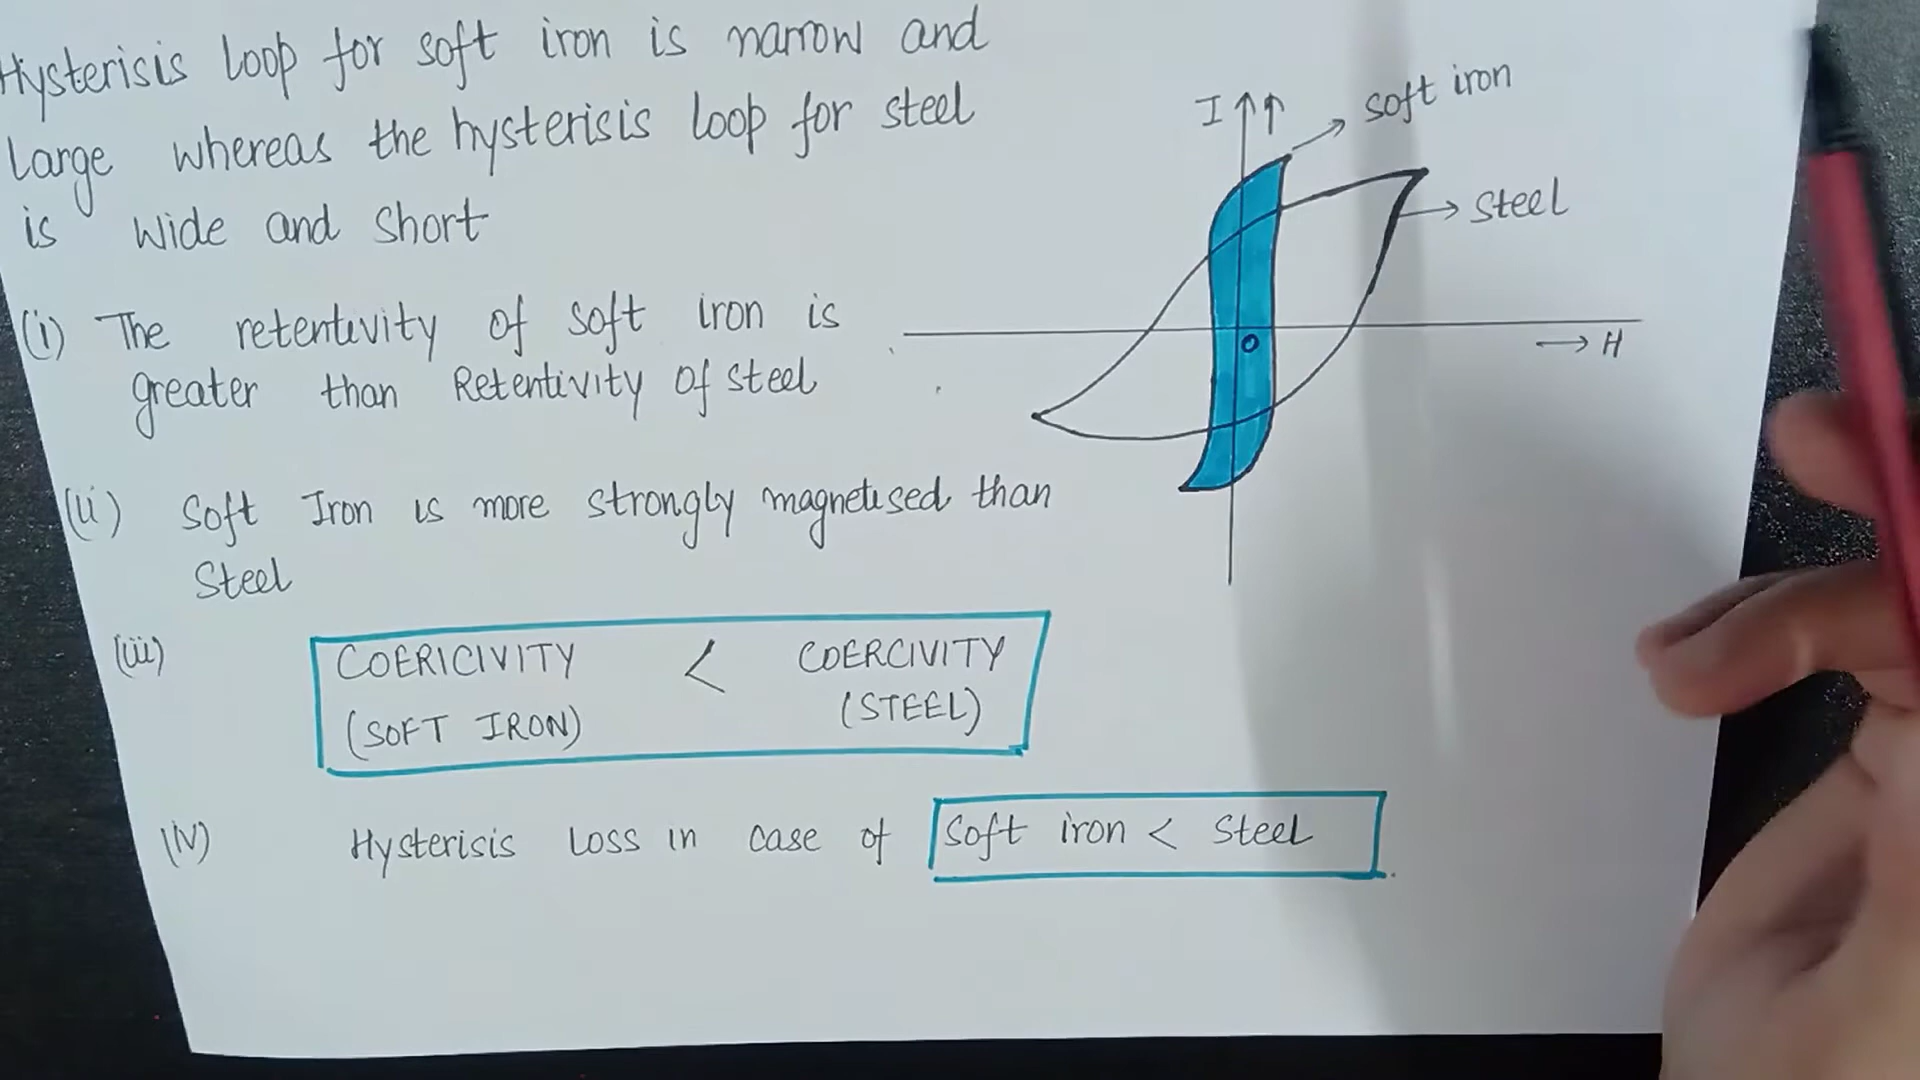 Hysterisis loop for soft iron is narrow and
large whereas the hysterisis loop for steel
is wide and short
(i) The retentivity of soft iron is
greater than Retentivity of steel
(ii) Soft Iron is more strongly magnetised than
Steel
(iii) COERICIVITY < COERCIVITY
(SOFT IRON) (STEEL)
(iv) Hysterisis Loss in case of Soft iron < Steel
I
soft iron
Steel
O
H